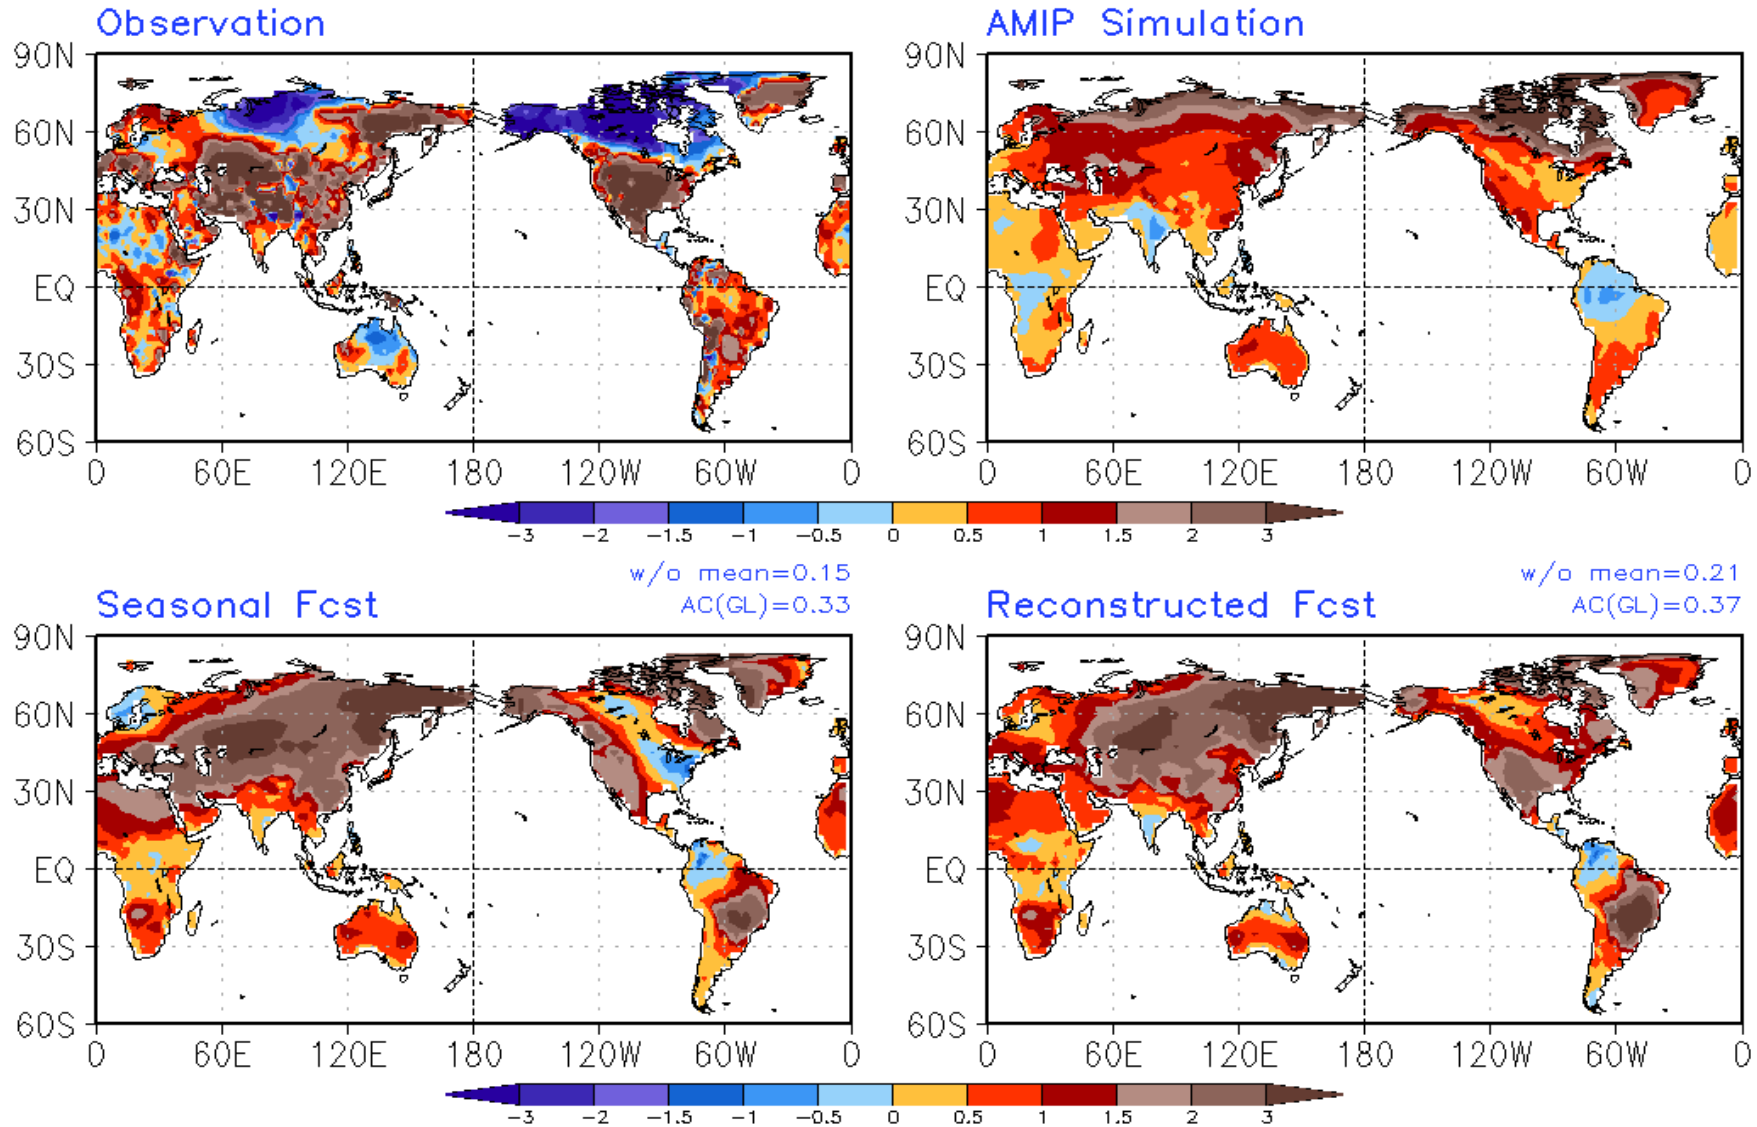 Observation
AMIP Simulation
90N
60N
30N
EQ
30S
60S
0 60E 120E 180 120W 60W 0
90N
60N
30N
EQ
30S
60S
0 60E 120E 180 120W 60W 0
-3 -2 -1.5 -1 -0.5 0 0.5 1 1.5 2 3
w/o mean=0.15
Seasonal Fcst AC(GL)=0.33
w/o mean=0.21
Reconstructed Fcst AC(GL)=0.37
90N
60N
30N
EQ
30S
60S
0 60E 120E 180 120W 60W 0
90N
60N
30N
EQ
30S
60S
0 60E 120E 180 120W 60W 0
-3 -2 -1.5 -1 -0.5 0 0.5 1 1.5 2 3